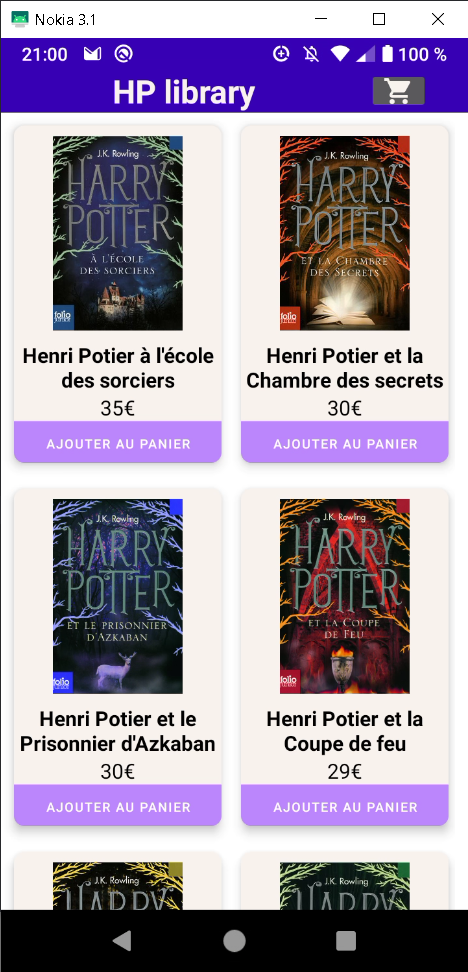 Nokia 3.1
21:00
100 %
HP library
J.K. Rowling
HARRY
POTTER
À L'ÉCOLE
DES SORCIERS
folio
Henri Potier à l'école
des sorciers
35€
AJOUTER AU PANIER
J.K. Rowling
HARRY
POTTER
ET LA CHAMBRE
DES SECRETS
folio
Henri Potier et la
Chambre des secrets
30€
AJOUTER AU PANIER
J.K. Rowling
HARRY
POTTER
ET LE PRISONNIER
D'AZKABAN
folio
Henri Potier et le
Prisonnier d'Azkaban
30€
AJOUTER AU PANIER
J.K. Rowling
HARRY
POTTER
ET LA COUPE
DE FEU
folio
Henri Potier et la
Coupe de feu
29€
AJOUTER AU PANIER
J.K. Rowling
HARRY
J.K. Rowling
HARRY